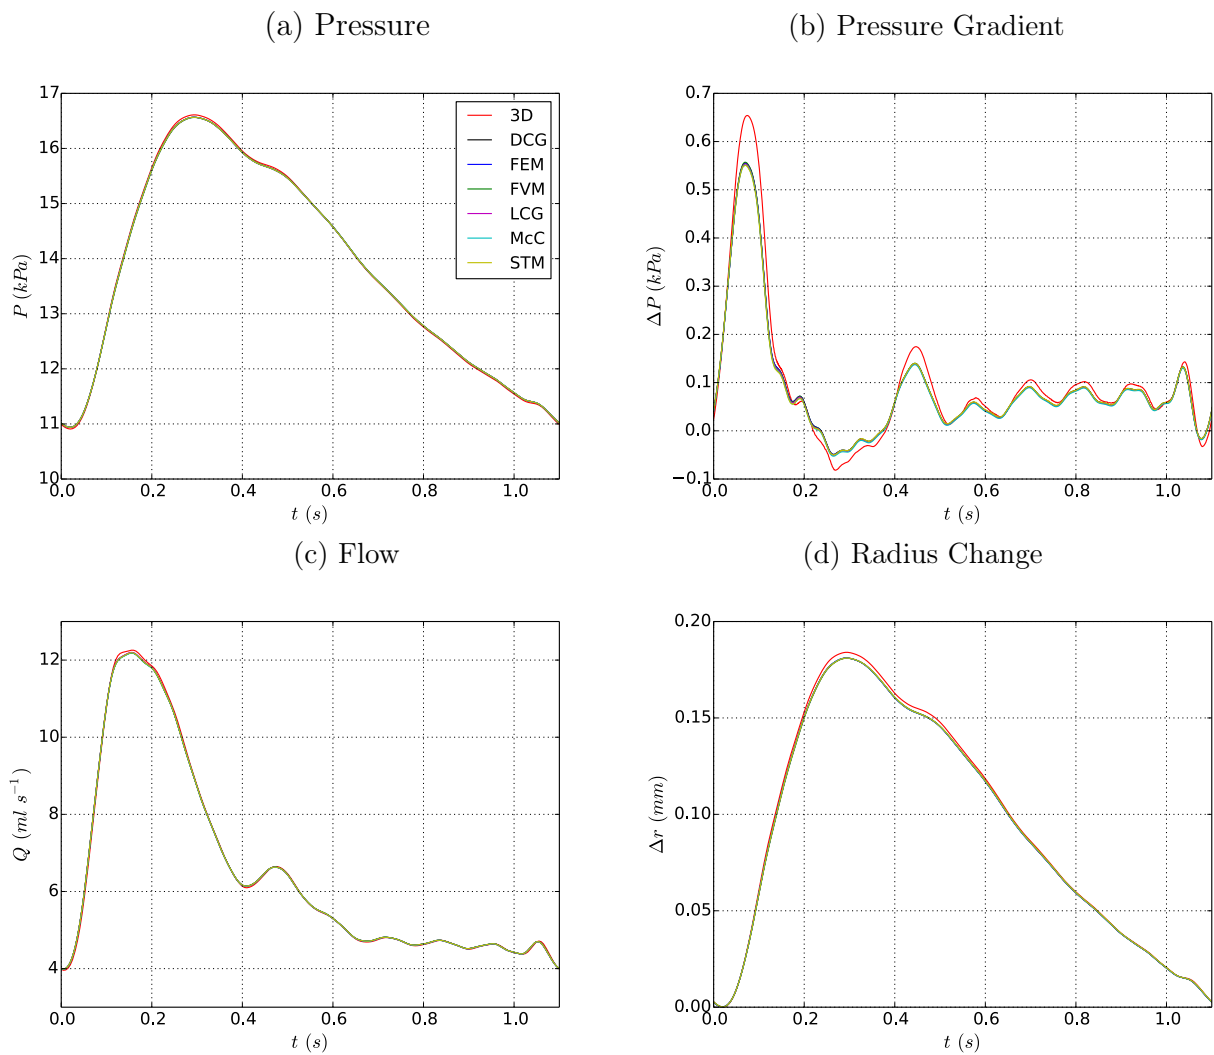 (a) Pressure
17
16
15
14
13
12
11
10
P (kPa)
0.0 0.2 0.4 0.6 0.8 1.0
t (s)
3D
DCG
FEM
FVM
LCG
McC
STM
(b) Pressure Gradient
0.7
0.6
0.5
0.4
0.3
0.2
0.1
0.0
−0.1
ΔP (kPa)
0.0 0.2 0.4 0.6 0.8 1.0
t (s)
(c) Flow
12
10
8
6
4
Q (ml s⁻¹)
0.0 0.2 0.4 0.6 0.8 1.0
t (s)
(d) Radius Change
0.20
0.15
0.10
0.05
0.00
Δr (mm)
0.0 0.2 0.4 0.6 0.8 1.0
t (s)